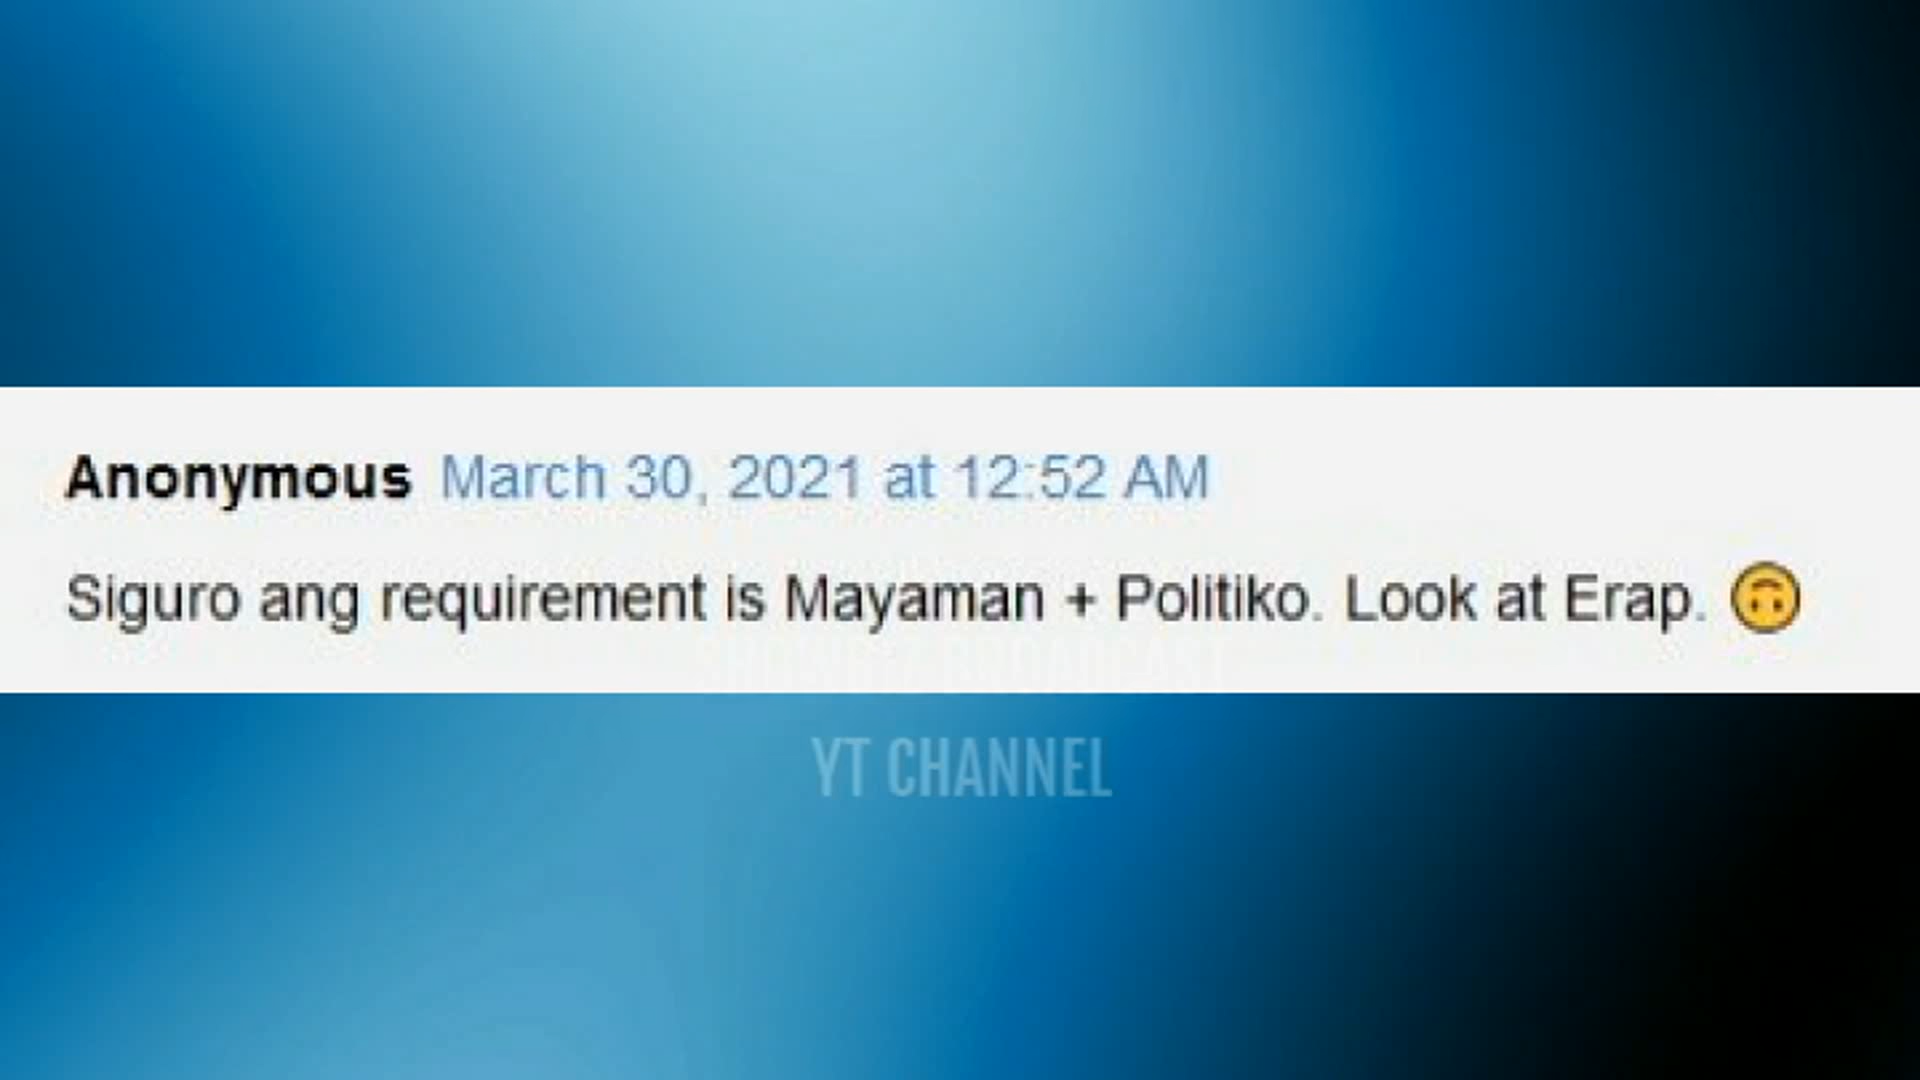 Anonymous March 30, 2021 at 12:52 AM
Siguro ang requirement is Mayaman + Politiko. Look at Erap. 🙃
YT CHANNEL